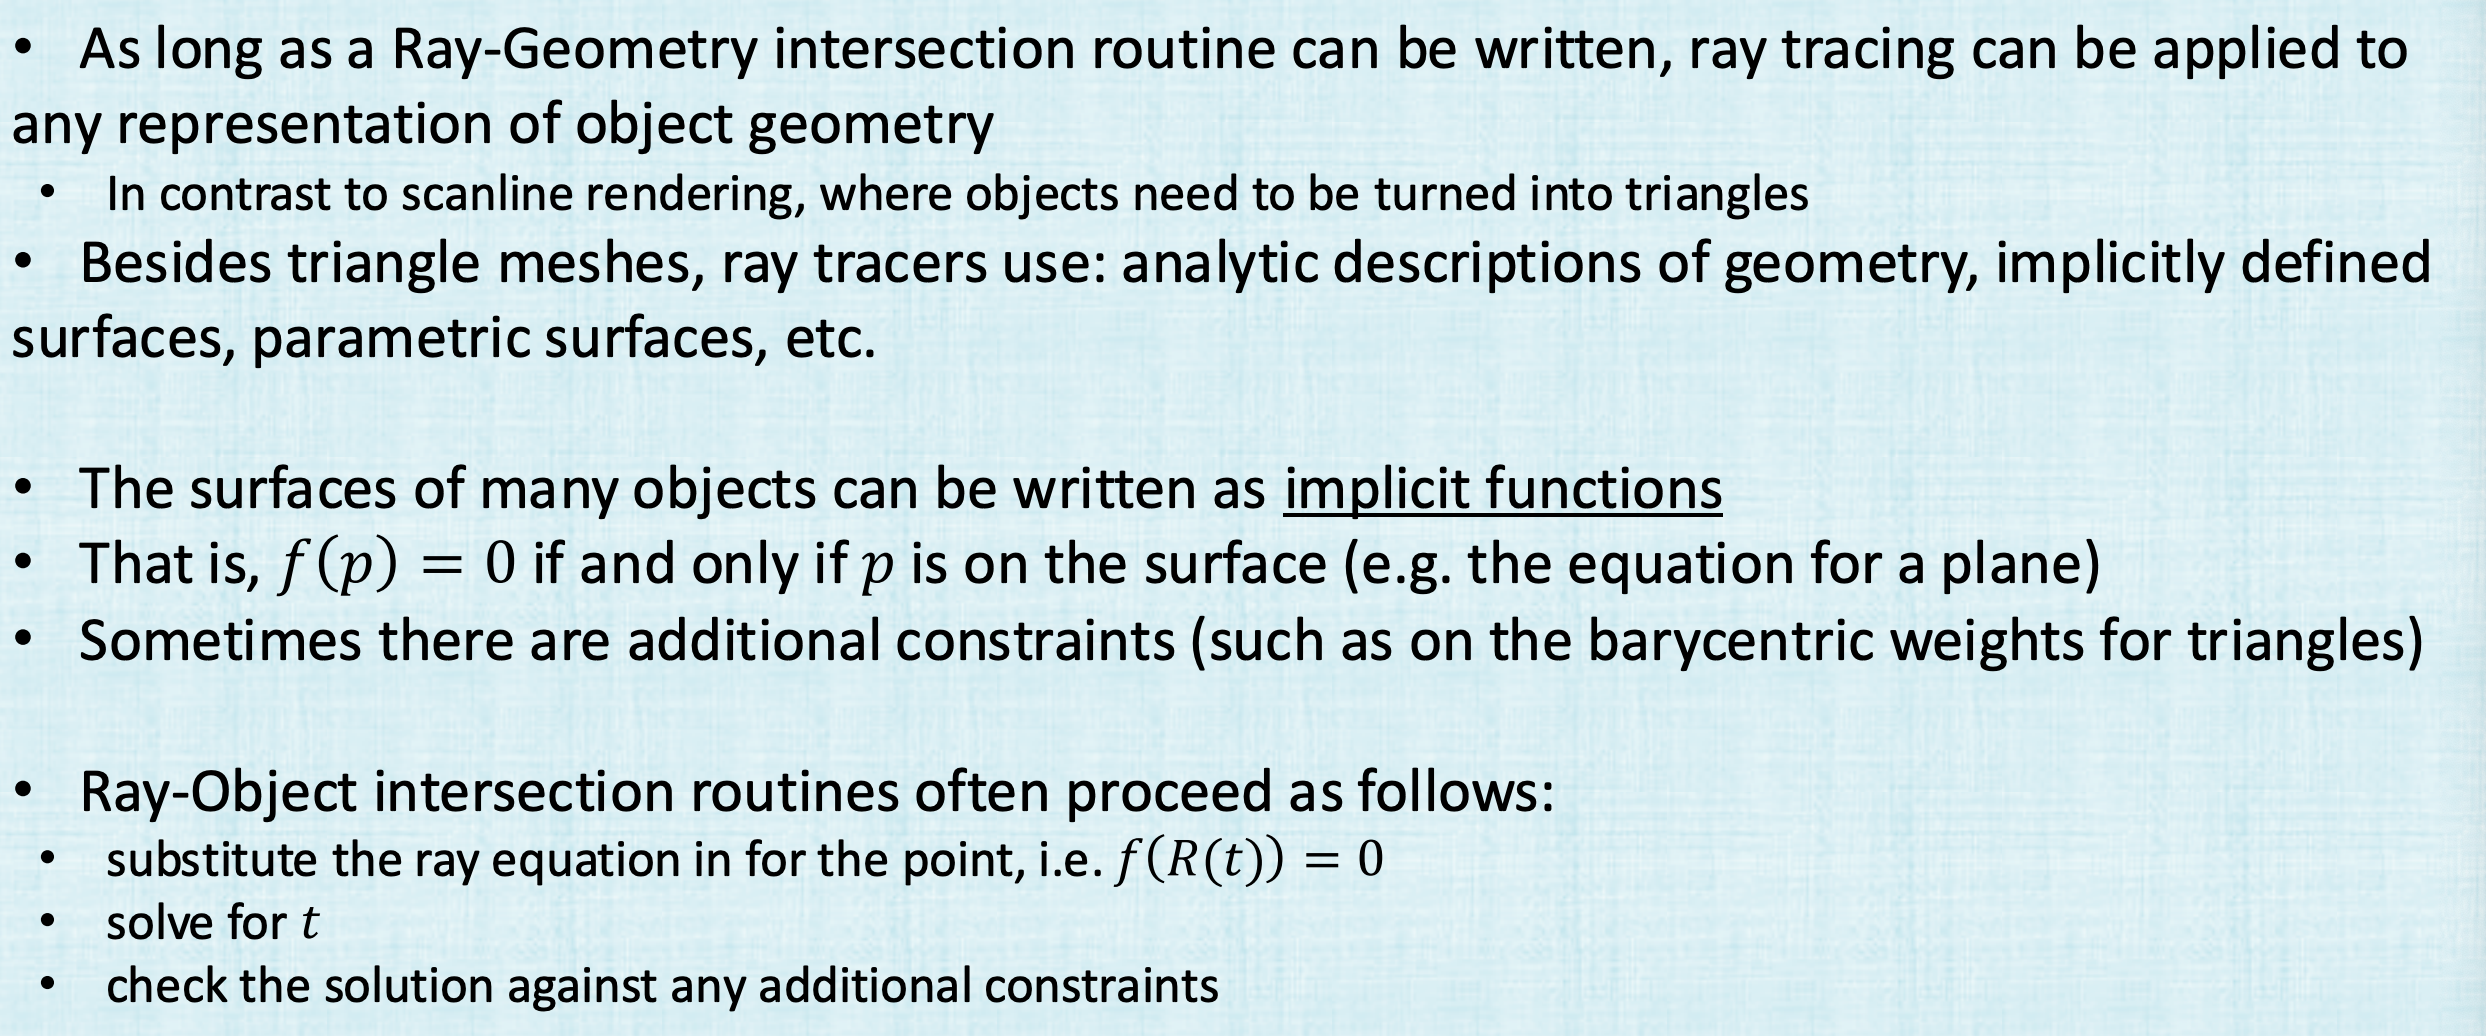 • As long as a Ray-Geometry intersection routine can be written, ray tracing can be applied to
any representation of object geometry
• In contrast to scanline rendering, where objects need to be turned into triangles
• Besides triangle meshes, ray tracers use: analytic descriptions of geometry, implicitly defined
surfaces, parametric surfaces, etc.
• The surfaces of many objects can be written as implicit functions
• That is, f(p) = 0 if and only if p is on the surface (e.g. the equation for a plane)
• Sometimes there are additional constraints (such as on the barycentric weights for triangles)
• Ray-Object intersection routines often proceed as follows:
• substitute the ray equation in for the point, i.e. f(R(t)) = 0
• solve for t
• check the solution against any additional constraints